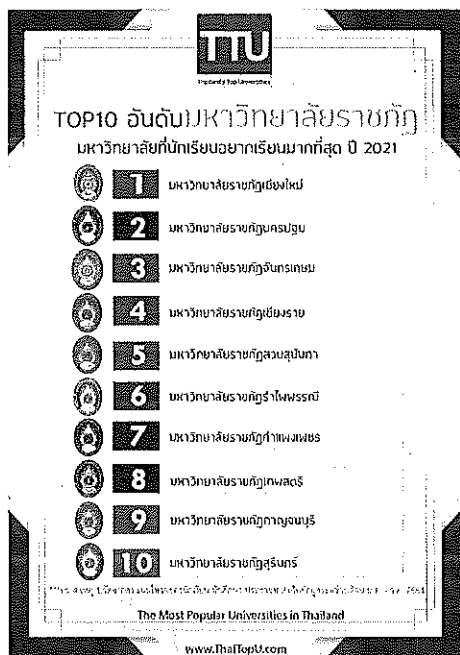 TTU
Thailand Top Universities
TOP10 อันดับมหาวิทยาลัยราชภัฏ
มหาวิทยาลัยที่นักเรียนอยากเรียนมากที่สุด ปี 2021
1 มหาวิทยาลัยราชภัฏเชียงใหม่
2 มหาวิทยาลัยราชภัฏนครปฐม
3 มหาวิทยาลัยราชภัฏจันทรเกษม
4 มหาวิทยาลัยราชภัฏเชียงราย
5 มหาวิทยาลัยราชภัฏสวนสุนันทา
6 มหาวิทยาลัยราชภัฏรำไพพรรณี
7 มหาวิทยาลัยราชภัฏกำแพงเพชร
8 มหาวิทยาลัยราชภัฏเทพสตรี
9 มหาวิทยาลัยราชภัฏกาญจนบุรี
10 มหาวิทยาลัยราชภัฏสุรินทร์
The Most Popular Universities in Thailand
www.ThaiTopU.com